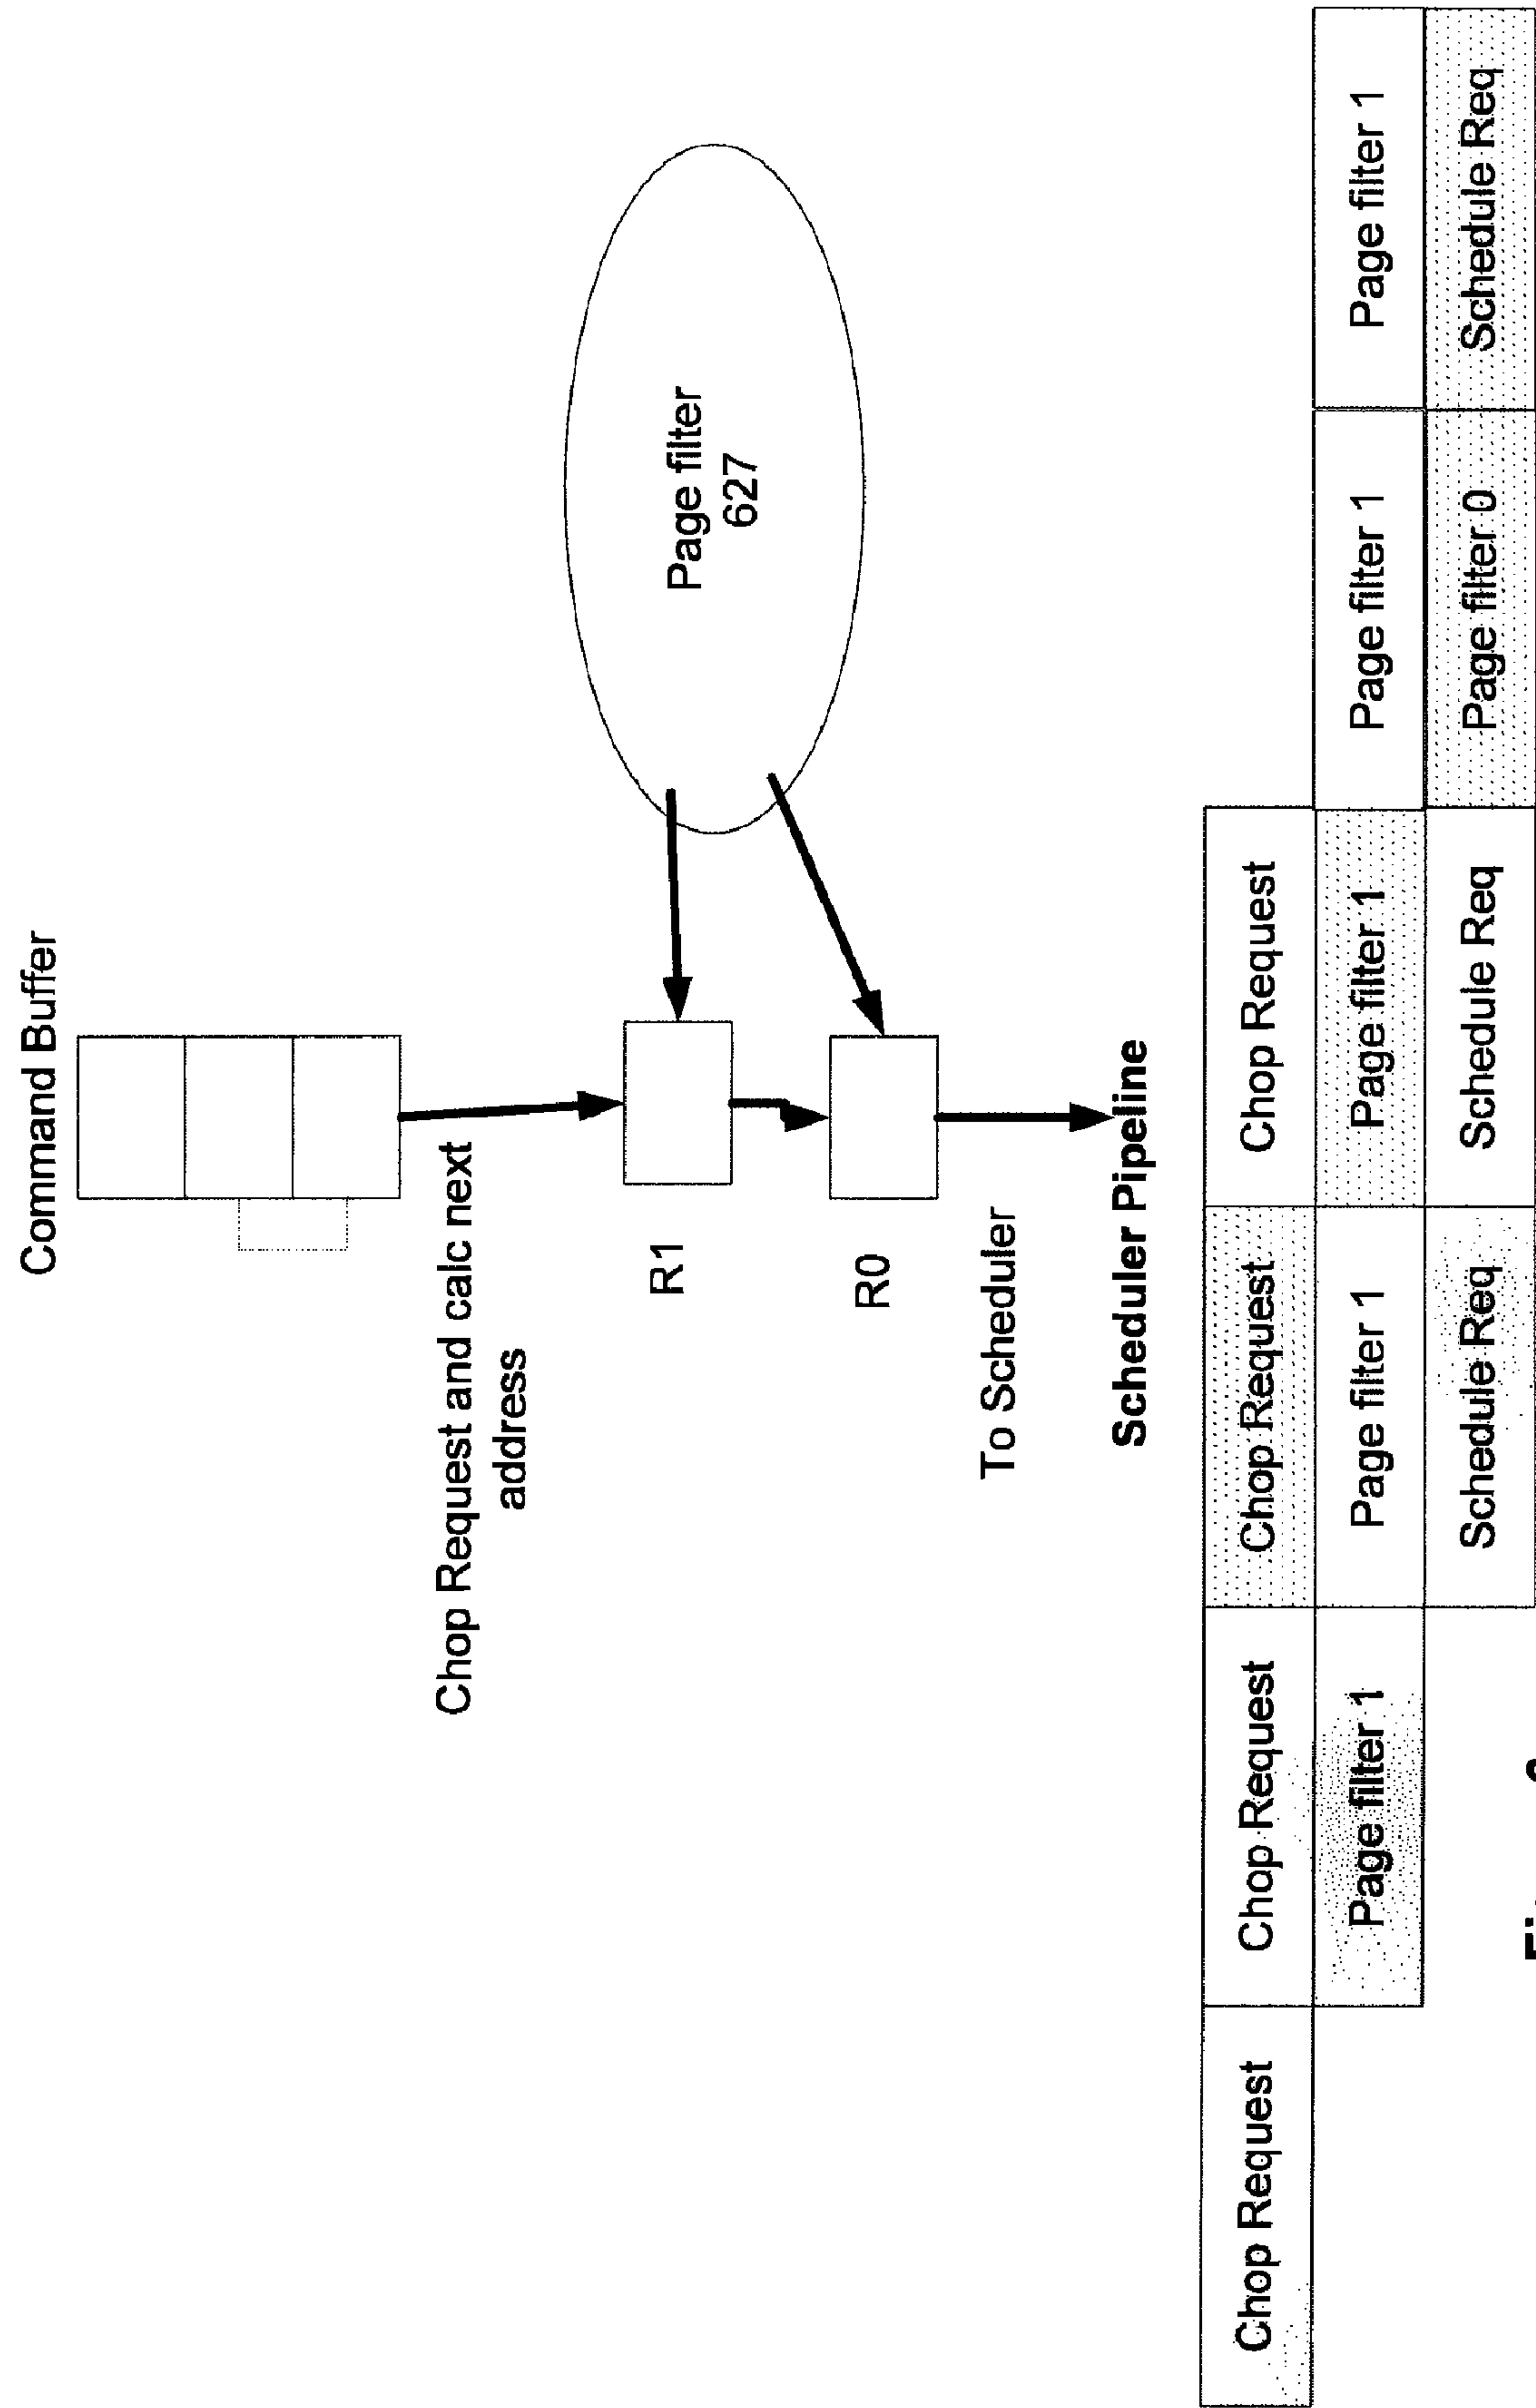 Command Buffer
Chop Request and calc next
address
R1
Page filter
627
R0
To Scheduler
Scheduler Pipeline
Chop Request
Chop Request
Chop Request
Chop Request
Page filter 1
Page filter 1
Page filter 1
Page filter 1
Page filter 1
Schedule Req
Schedule Req
Page filter 0
Schedule Req